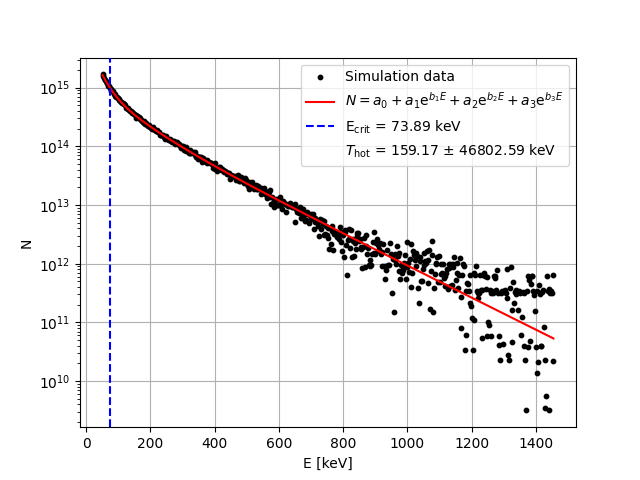 Simulation data
N = a₀ + a₁e^{b₁E} + a₂e^{b₂E} + a₃e^{b₃E}
E_crit = 73.89 keV
T_hot = 159.17 ± 46802.59 keV
10¹⁵
10¹⁴
10¹³
10¹²
10¹¹
10¹⁰
N
0 200 400 600 800 1000 1200 1400
E [keV]